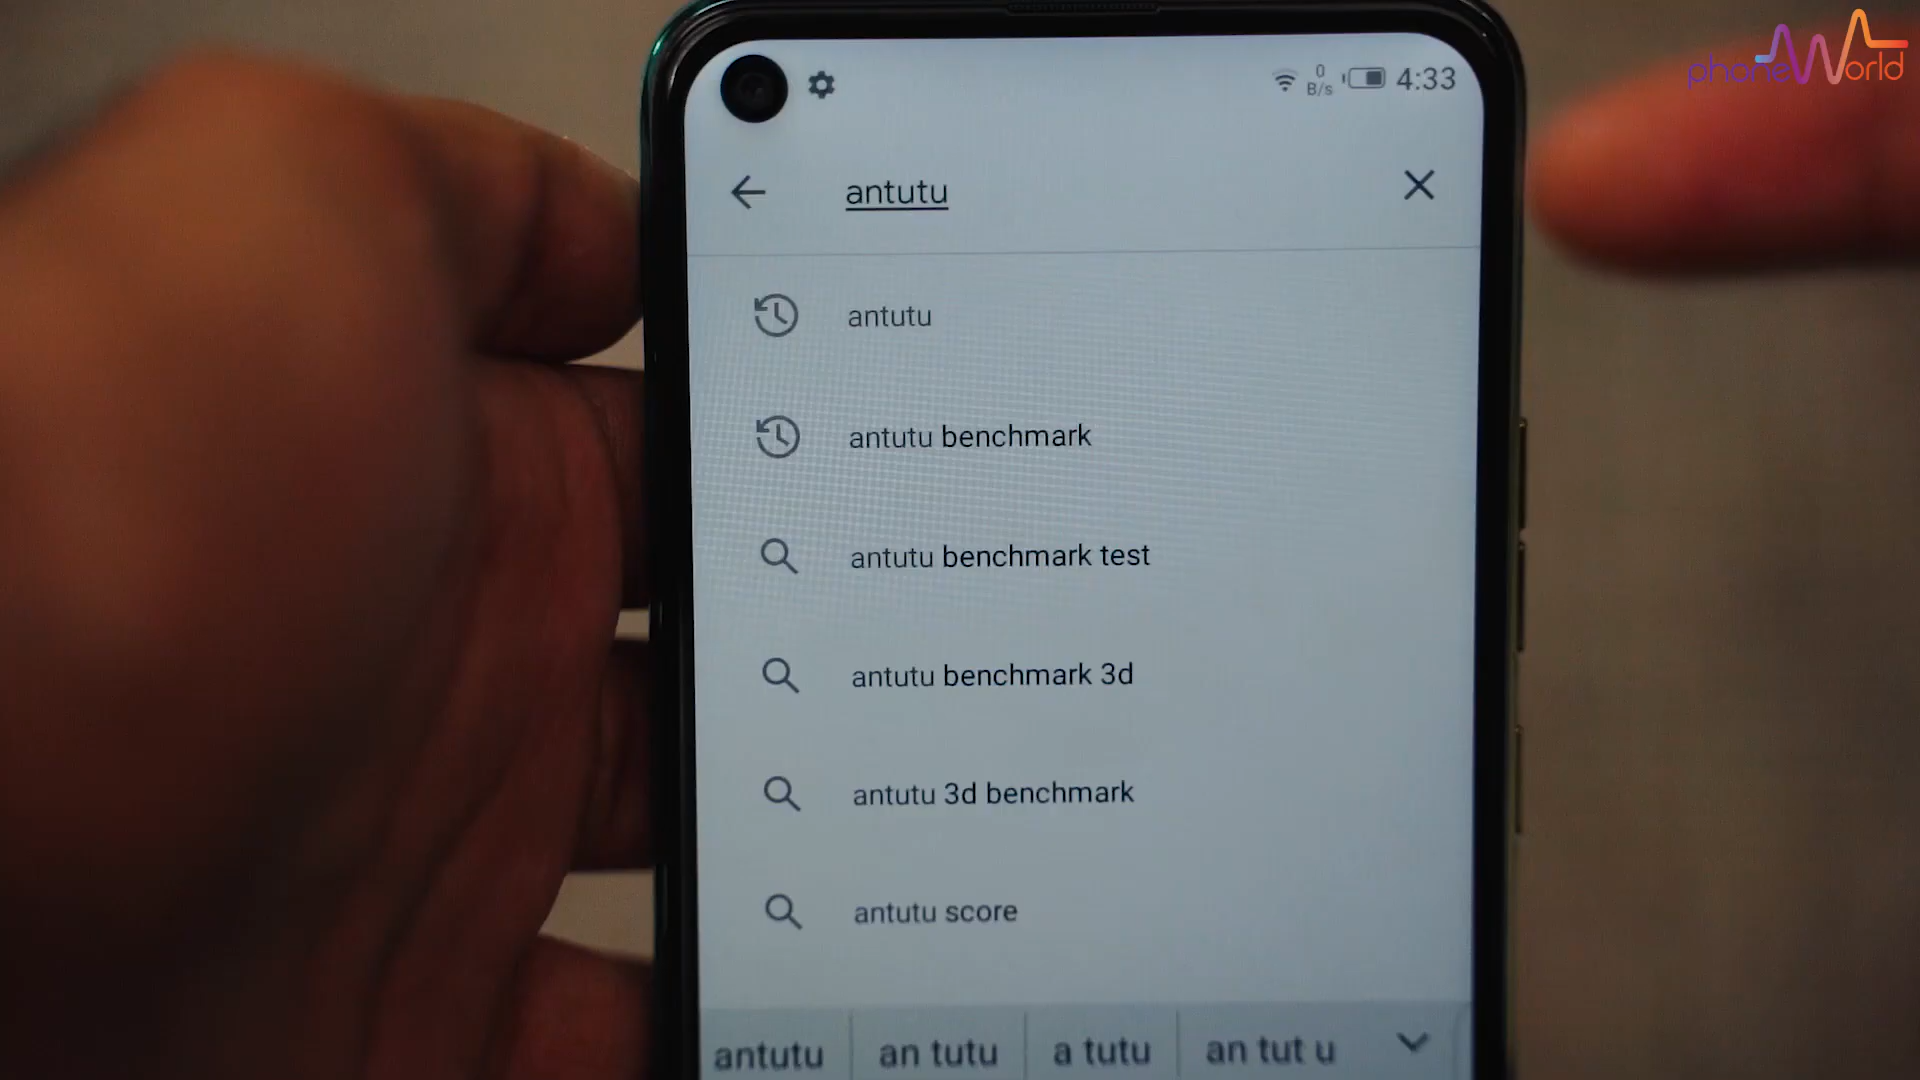 phoneWorld
0
B/s
4:33
antutu
antutu
antutu benchmark
antutu benchmark test
antutu benchmark 3d
antutu 3d benchmark
antutu score
antutu an tutu a tutu an tut u